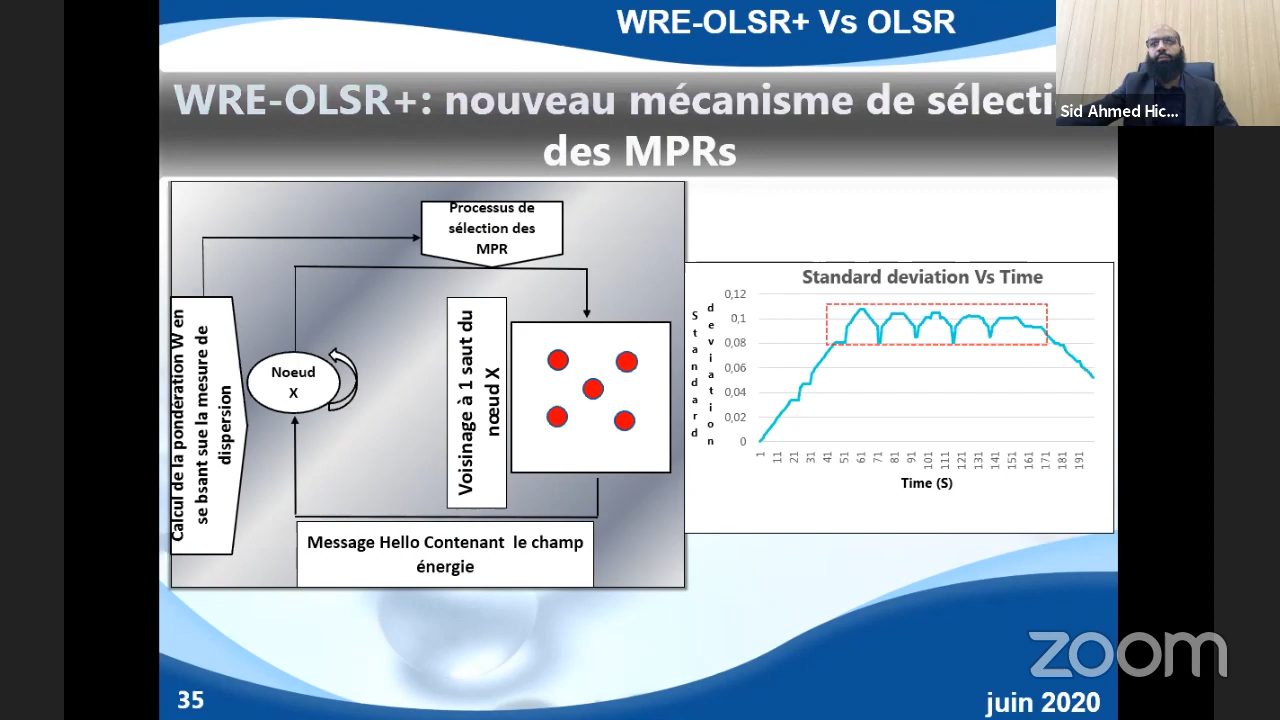 WRE-OLSR+ Vs OLSR
WRE-OLSR+: nouveau mécanisme de sélecti
des MPRs
Sid Ahmed Hic...
Processus de
sélection des
MPR
Calcul de la pondération W en
se bsant sue la mesure de
dispersion
Noeud
X
Voisinage à 1 saut du
nœud X
Message Hello Contenant le champ
énergie
Standard deviation Vs Time
Standard
deviation
0,12
0,1
0,08
0,06
0,04
0,02
0
1 11 21 31 41 51 61 71 81 91 101 111 121 131 141 151 161 171 181 191
Time (S)
zoom
35
juin 2020